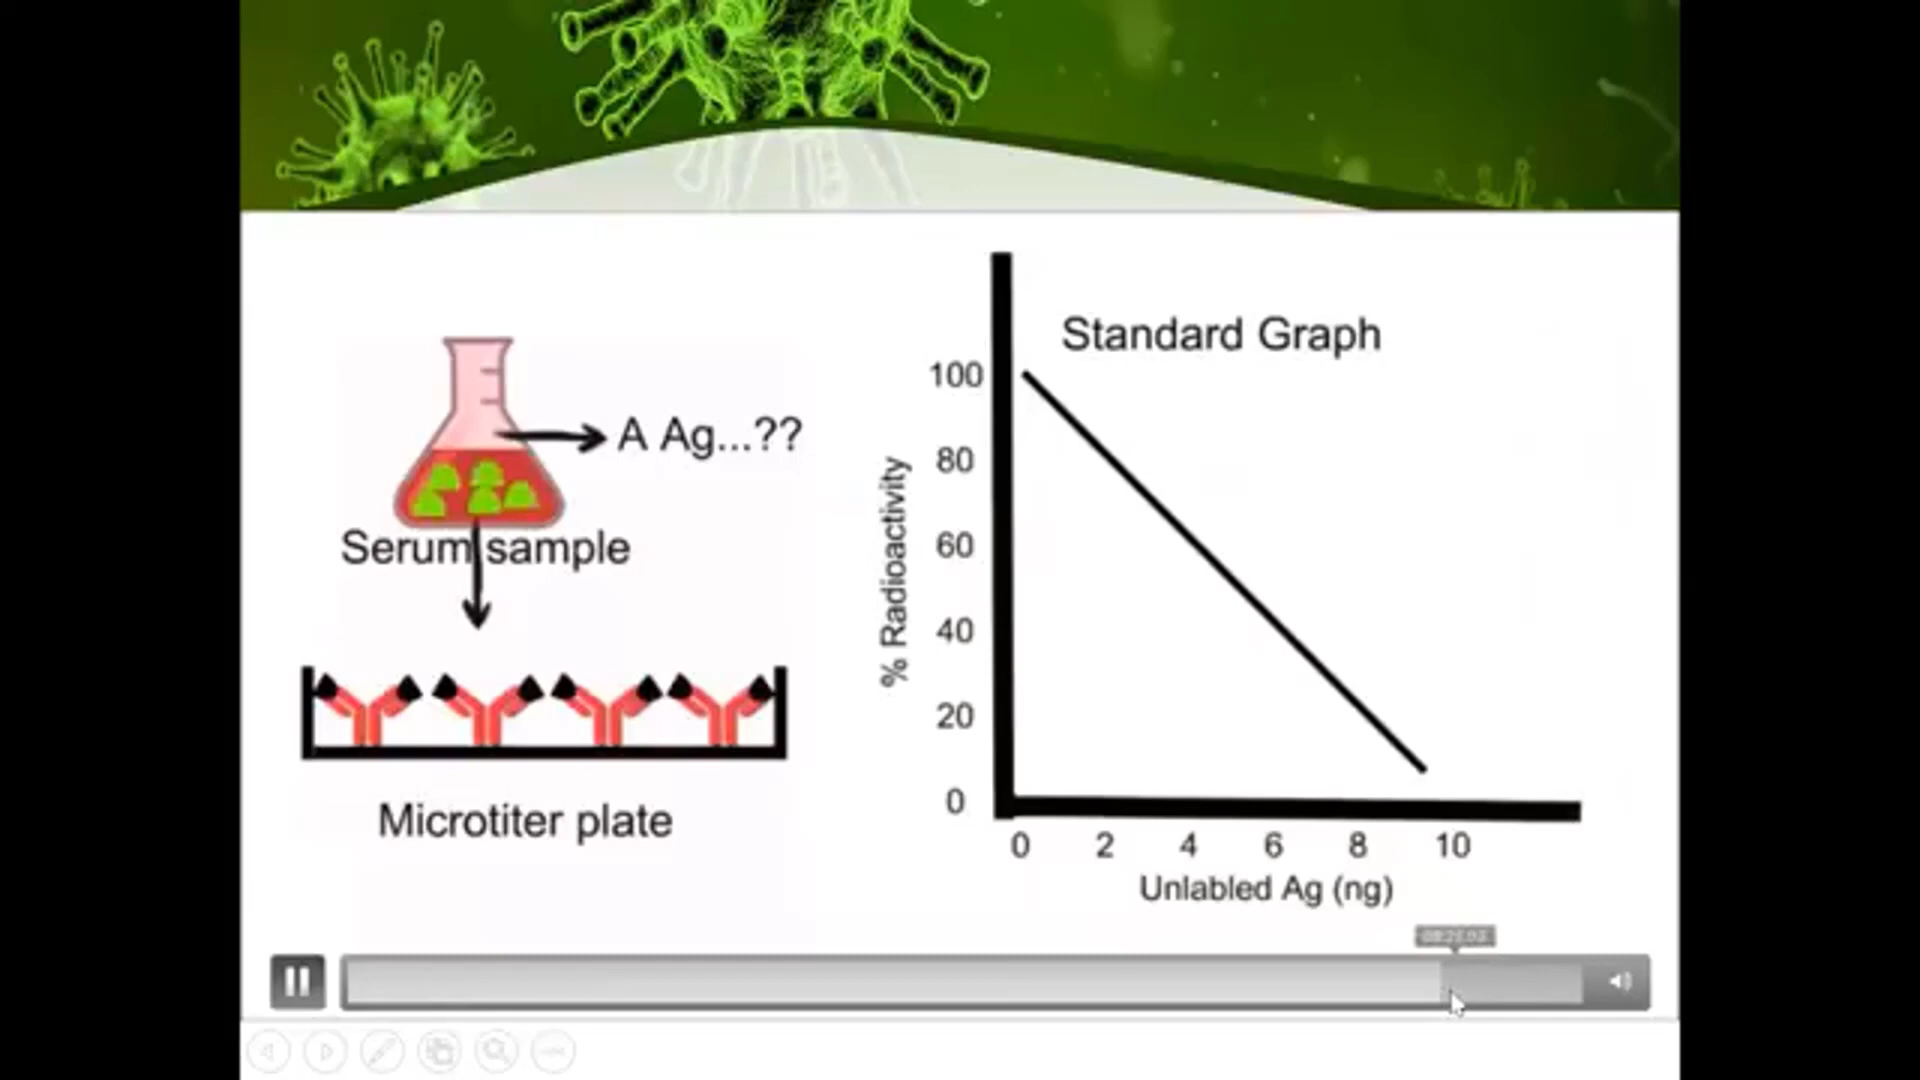 A Ag...??
Serum sample
Microtiter plate
Standard Graph
% Radioactivity
100
80
60
40
20
0
0 2 4 6 8 10
Unlabled Ag (ng)